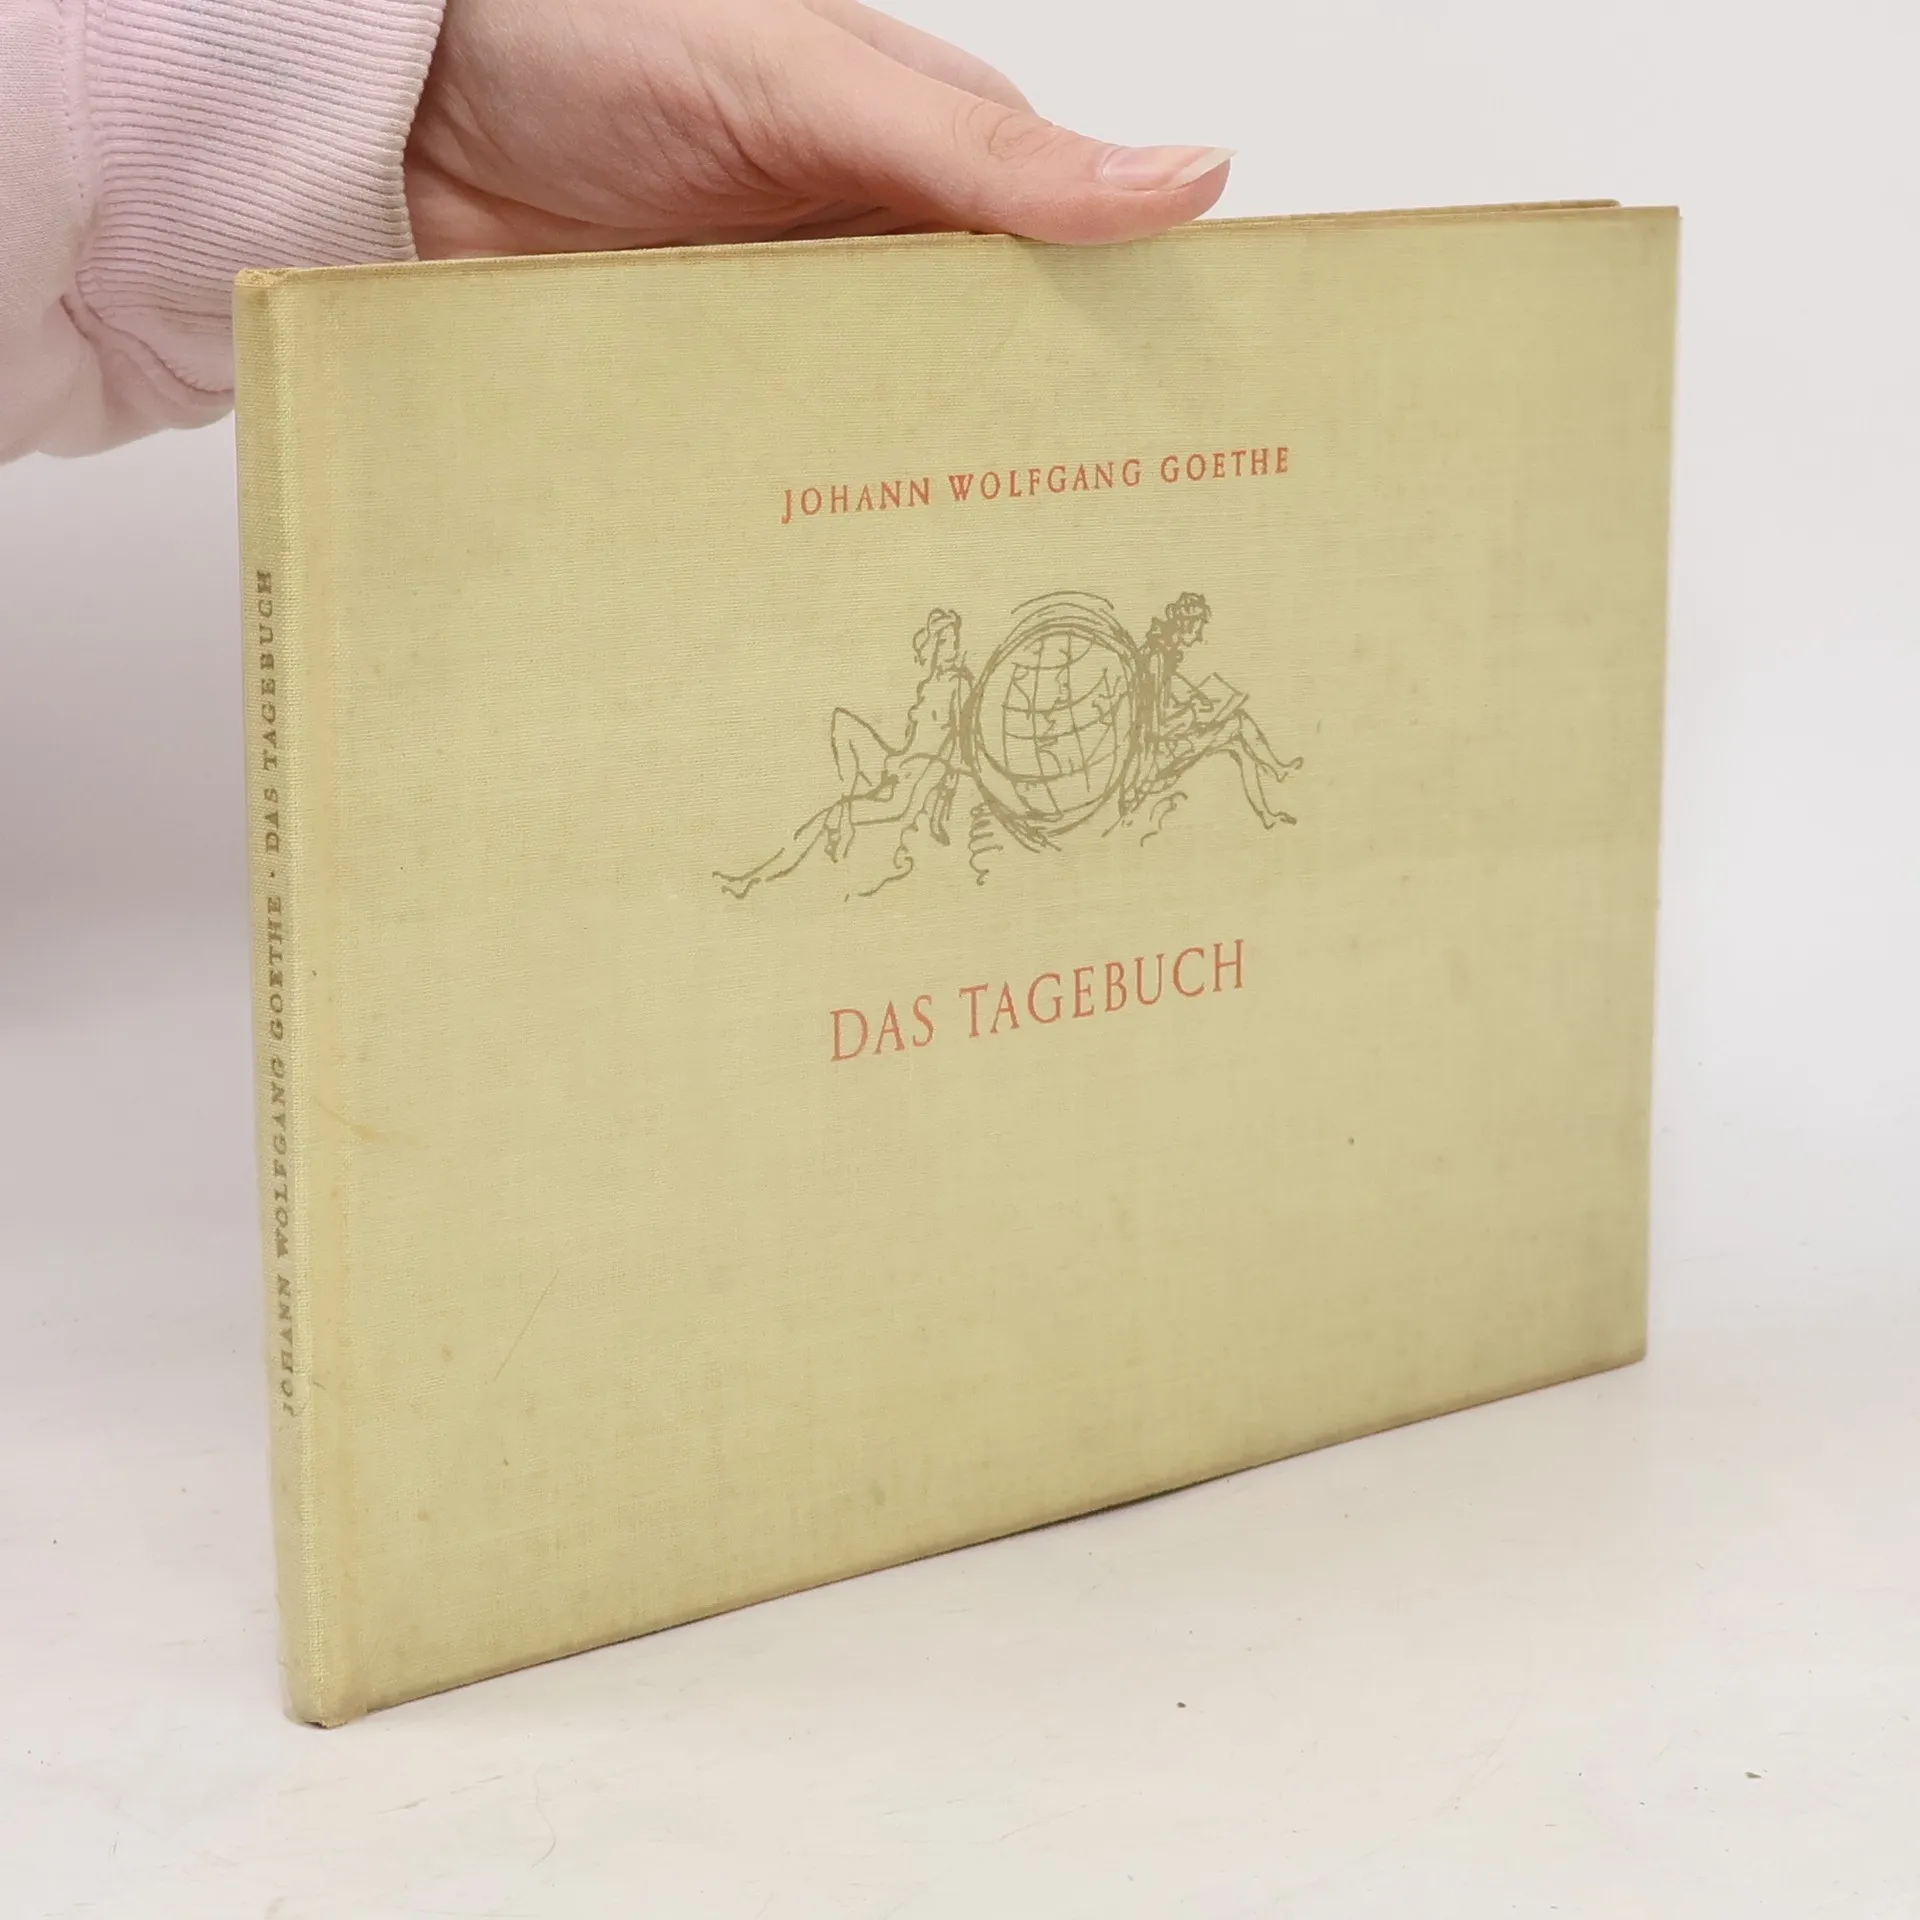 JOHANN WOLFGANG GOETHE
DAS TAGEBUCH
JOHANN WOLFGANG GOETHE · DAS TAGEBUCH